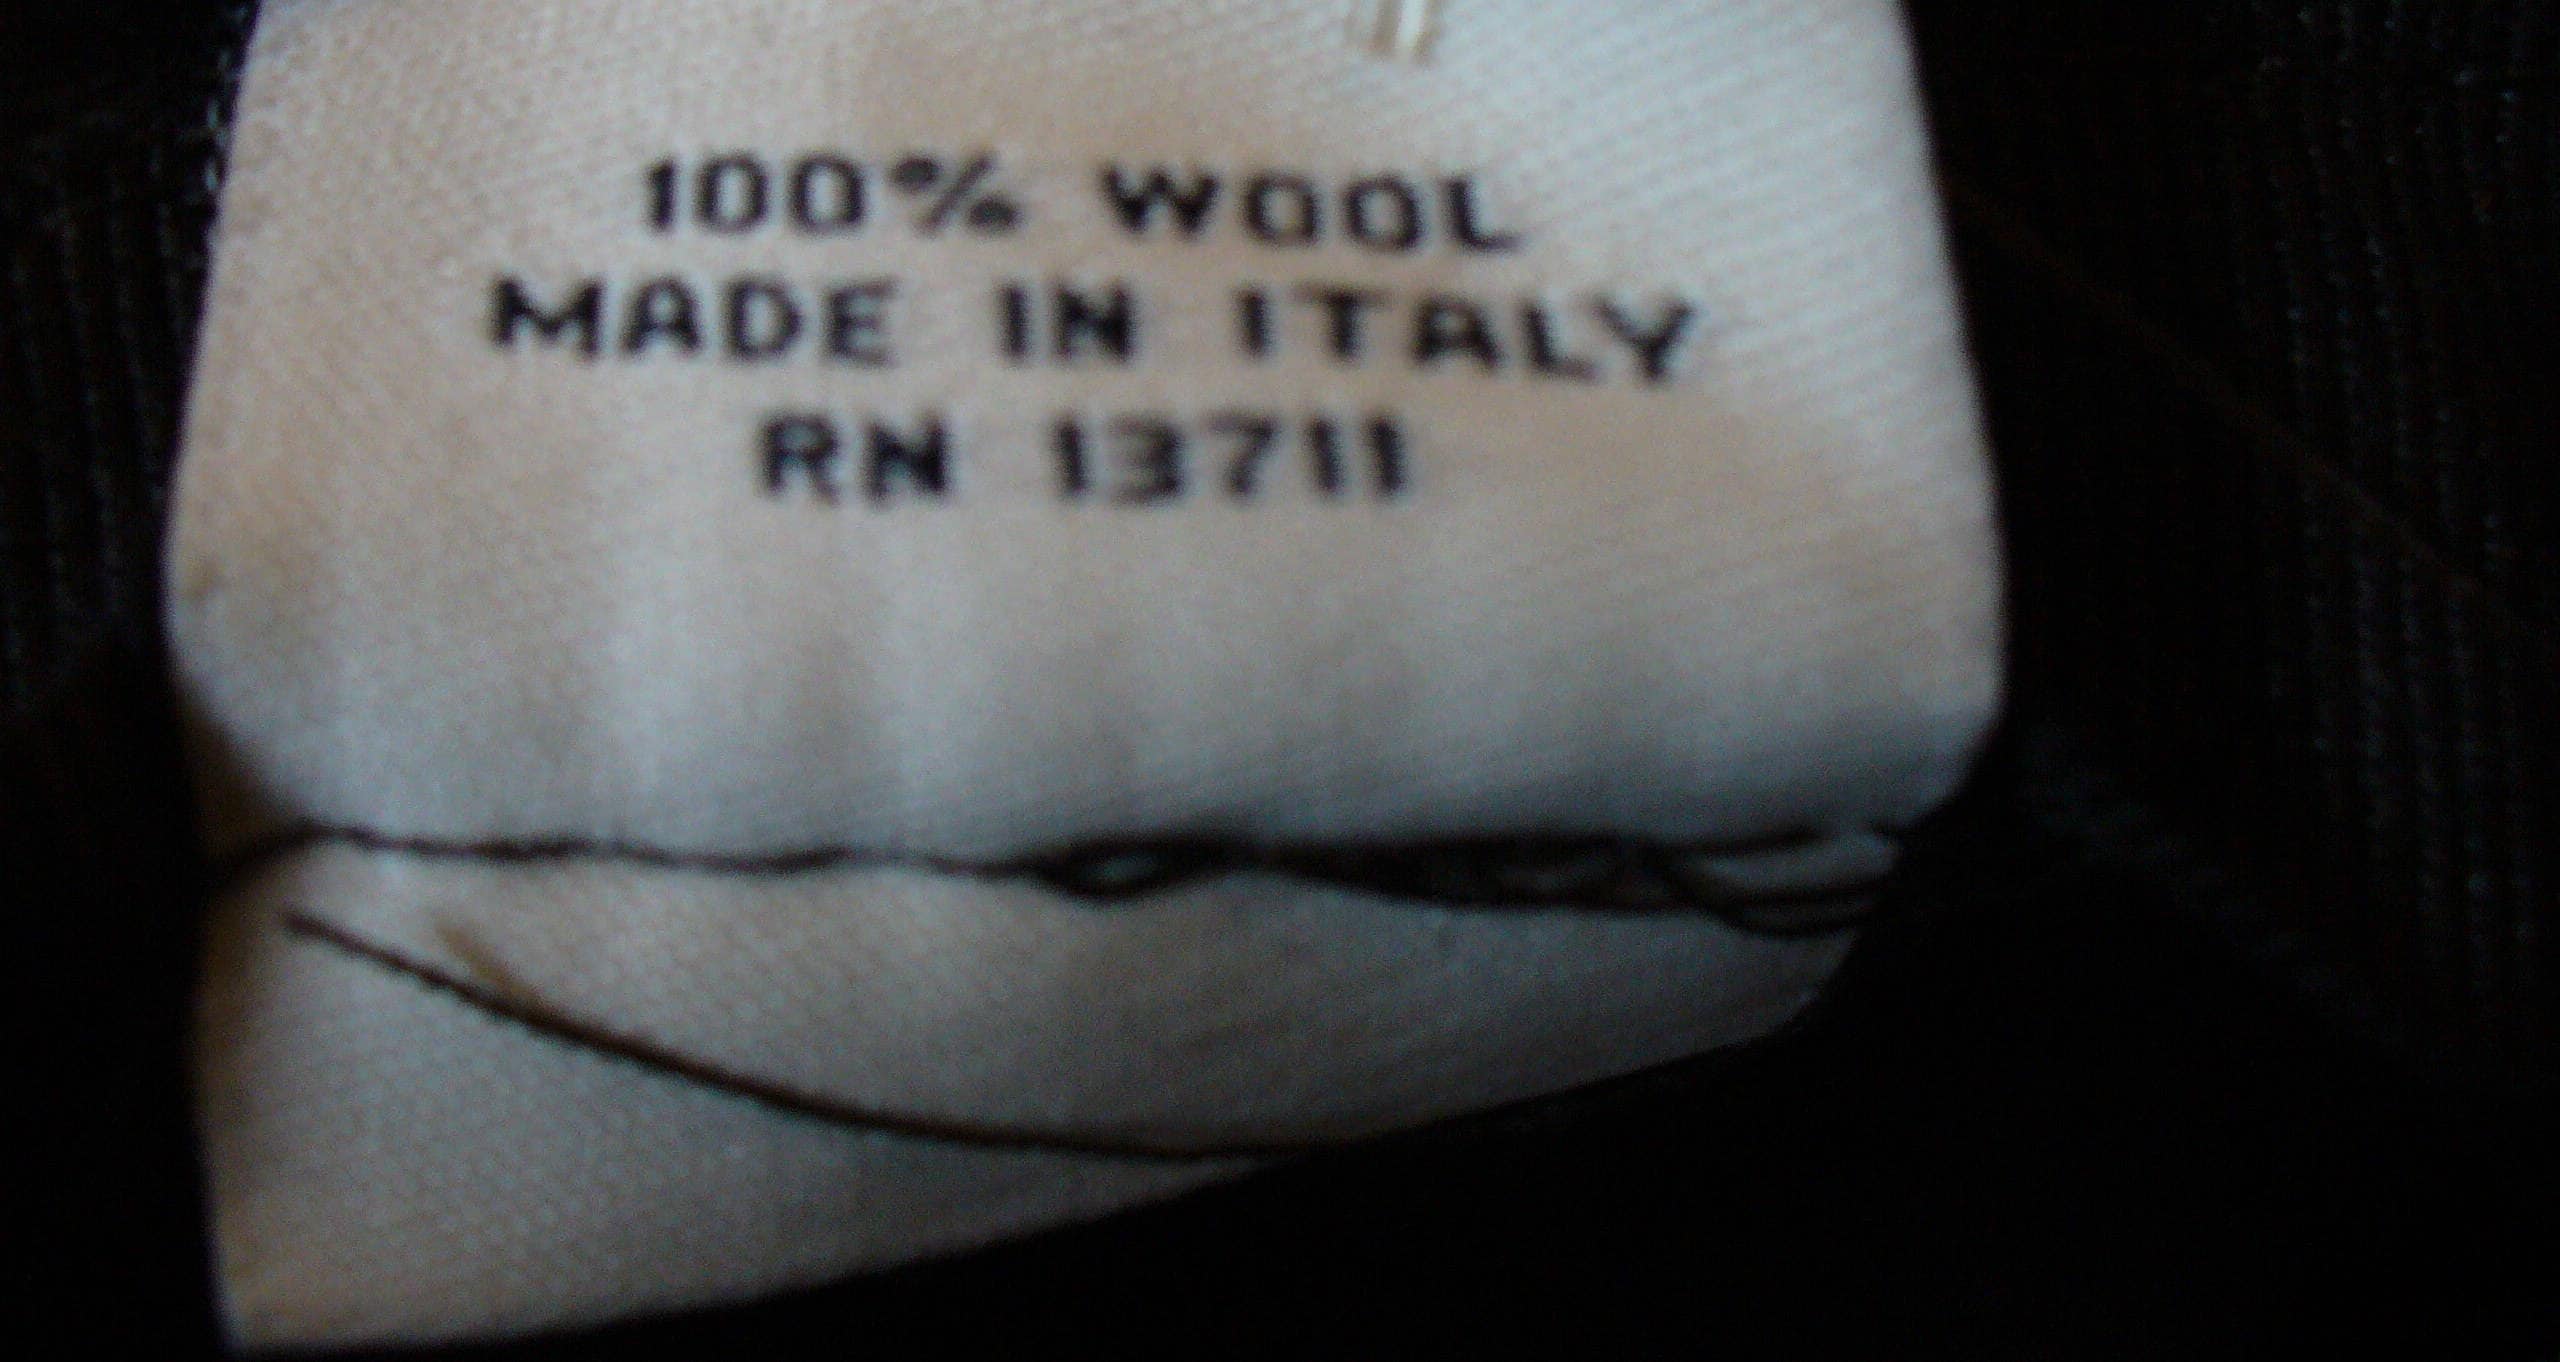 100% WOOL
MADE IN ITALY
RN 13711